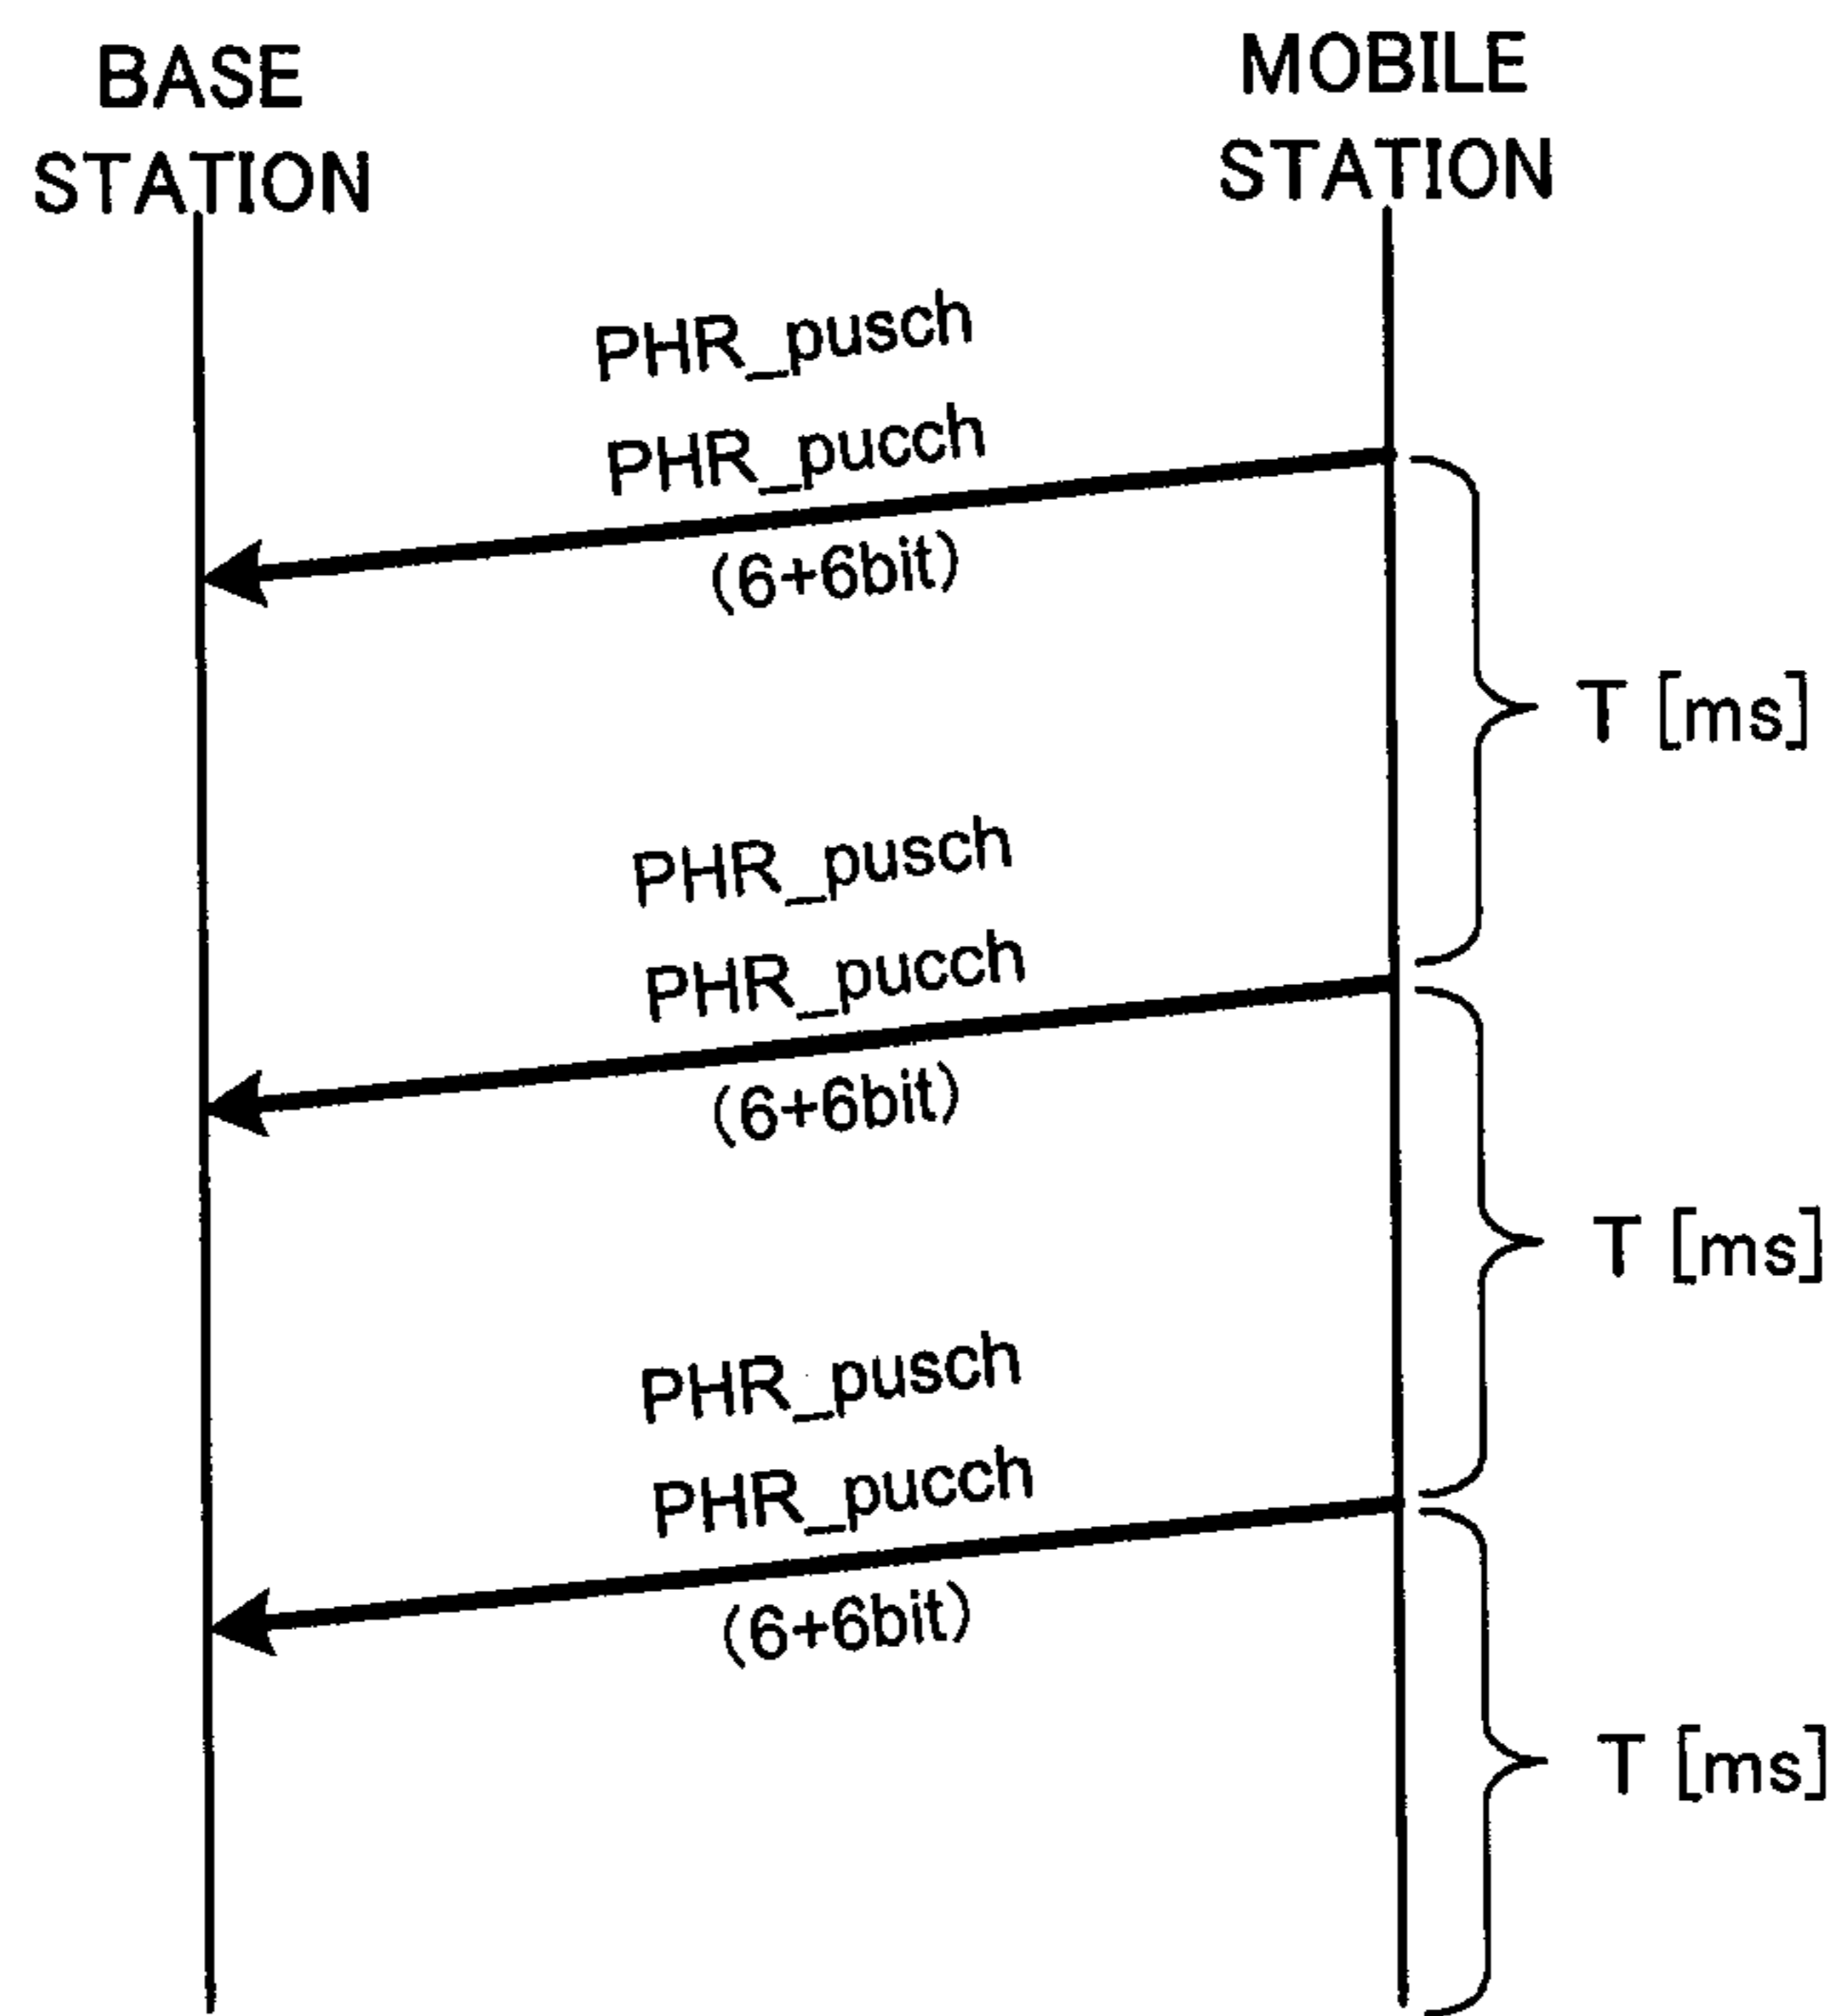 BASE
STATION
MOBILE
STATION
PHR_pusch
PHR_pucch
(6+6bit)
T [ms]
PHR_pusch
PHR_pucch
(6+6bit)
T [ms]
PHR_pusch
PHR_pucch
(6+6bit)
T [ms]